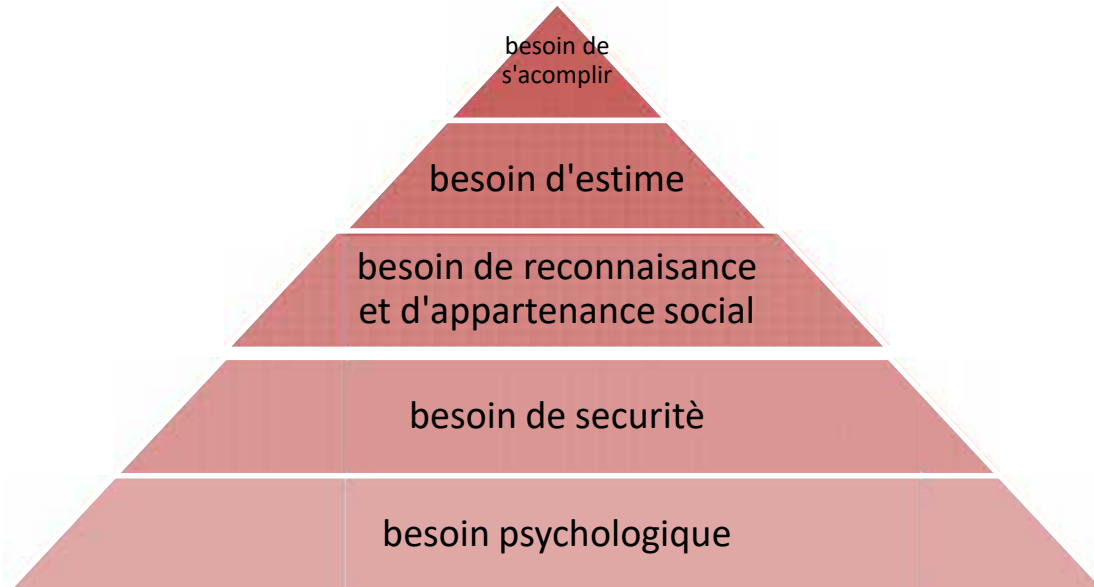 besoin de
s'acomplir
besoin d'estime
besoin de reconnaisance
et d'appartenance social
besoin de securitè
besoin psychologique